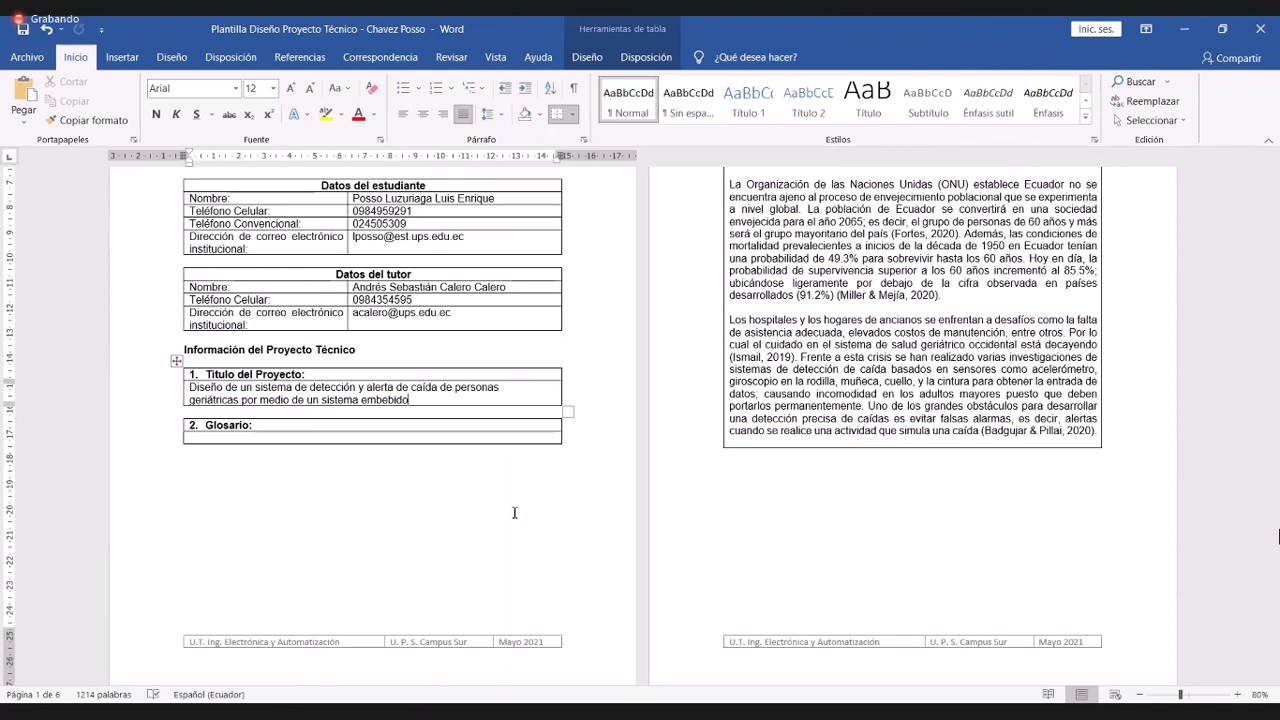 Grabando
Plantilla Diseño Proyecto Técnico - Chavez Posso - Word
Herramientas de tabla
Inic. ses.
Archivo Inicio Insertar Diseño Disposición Referencias Correspondencia Revisar Vista Ayuda Diseño Disposición ¿Qué desea hacer? Compartir
Pegar
Cortar
Copiar
Copiar formato
Portapapeles
Arial 12
N K S abc x₂ x²
Fuente
Párrafo
AaBbCcDd AaBbCcDd AaBbCc AaBbCcD AaB AaBbCcD AaBbCcDd AaBbCcDd
¶ Normal ¶ Sin espa... Título 1 Título 2 Título Subtítulo Énfasis sutil Énfasis
Estilos
Buscar
Reemplazar
Seleccionar
Edición
Datos del estudiante
Nombre: Posso Luzuriaga Luis Enrique
Teléfono Celular: 0984959291
Teléfono Convencional: 024505309
Dirección de correo electrónico lposso@est.ups.edu.ec
institucional:
Datos del tutor
Nombre: Andrés Sebastián Calero Calero
Teléfono Celular: 0984354595
Dirección de correo electrónico acalero@ups.edu.ec
institucional:
Información del Proyecto Técnico
1. Titulo del Proyecto:
Diseño de un sistema de detección y alerta de caída de personas
geriátricas por medio de un sistema embebido
2. Glosario:
U.T. Ing. Electrónica y Automatización U. P. S. Campus Sur Mayo 2021
La Organización de las Naciones Unidas (ONU) establece Ecuador no se
encuentra ajeno al proceso de envejecimiento poblacional que se experimenta
a nivel global. La población de Ecuador se convertirá en una sociedad
envejecida para el año 2065; es decir, el grupo de personas de 60 años y más
será el grupo mayoritario del país (Fortes, 2020). Además, las condiciones de
mortalidad prevalecientes a inicios de la década de 1950 en Ecuador tenían
una probabilidad de 49.3% para sobrevivir hasta los 60 años. Hoy en día, la
probabilidad de supervivencia superior a los 60 años incrementó al 85.5%;
ubicándose ligeramente por debajo de la cifra observada en países
desarrollados (91.2%) (Miller & Mejía, 2020).
Los hospitales y los hogares de ancianos se enfrentan a desafíos como la falta
de asistencia adecuada, elevados costos de manutención, entre otros. Por lo
cual el cuidado en el sistema de salud geriátrico occidental está decayendo
(Ismail, 2019). Frente a esta crisis se han realizado varias investigaciones de
sistemas de detección de caída basados en sensores como acelerómetro,
giroscopio en la rodilla, muñeca, cuello, y la cintura para obtener la entrada de
datos; causando incomodidad en los adultos mayores puesto que deben
portarlos permanentemente. Uno de los grandes obstáculos para desarrollar
una detección precisa de caídas es evitar falsas alarmas, es decir, alertas
cuando se realice una actividad que simula una caída (Badgujar & Pillai, 2020).
U.T. Ing. Electrónica y Automatización U. P. S. Campus Sur Mayo 2021
Página 1 de 6 1214 palabras Español (Ecuador) 80%